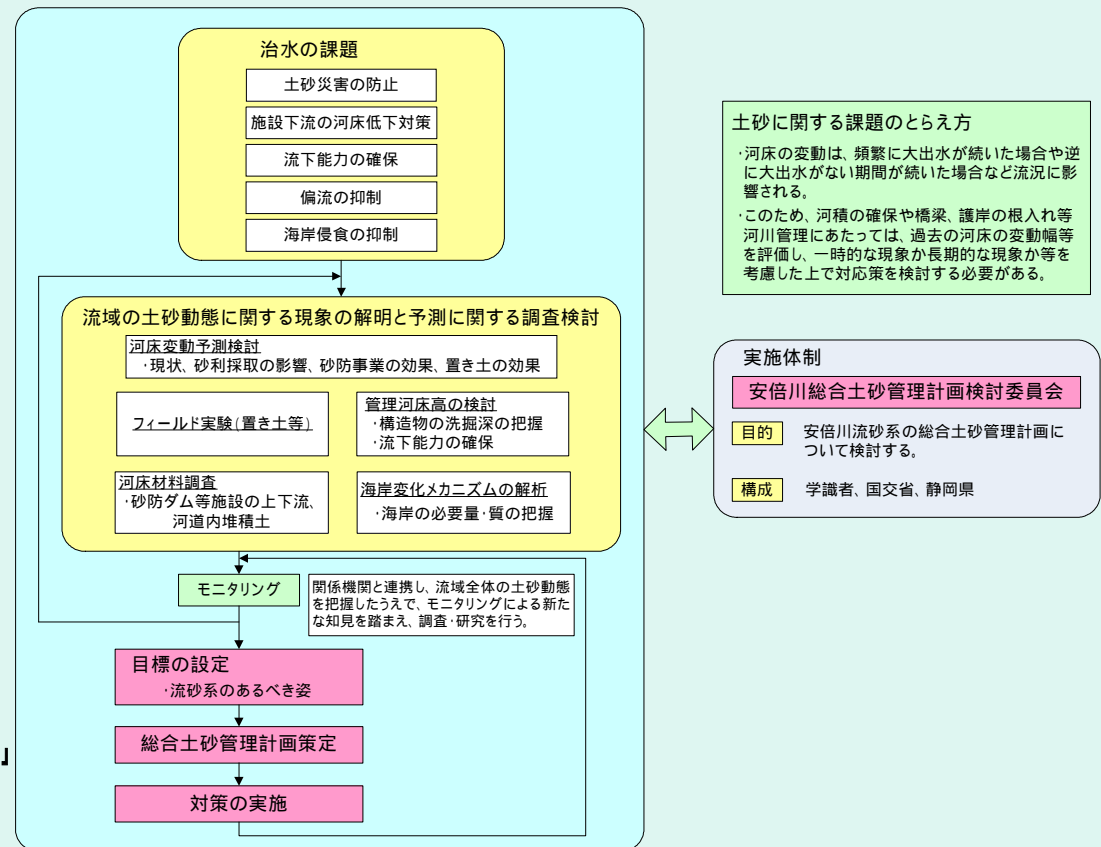 治水の課題
土砂災害の防止
施設下流の河床低下対策
流下能力の確保
偏流の抑制
海岸侵食の抑制
流域の土砂動態に関する現象の解明と予測に関する調査検討
河床変動予測検討
・現状、砂利採取の影響、砂防事業の効果、置き土の効果
フィールド実験(置き土等)
管理河床高の検討
・構造物の洗掘深の把握
・流下能力の確保
河床材料調査
・砂防ダム等施設の上下流、
河道内堆積土
海岸変化メカニズムの解析
・海岸の必要量・質の把握
モニタリング
関係機関と連携し、流域全体の土砂動態
を把握したうえで、モニタリングによる新た
な知見を踏まえ、調査・研究を行う。
目標の設定
・流砂系のあるべき姿
総合土砂管理計画策定
対策の実施
』
土砂に関する課題のとらえ方
・河床の変動は、頻繁に大出水が続いた場合や逆
に大出水がない期間が続いた場合など流況に影
響される。
・このため、河積の確保や橋梁、護岸の根入れ等
河川管理にあたっては、過去の河床の変動幅等
を評価し、一時的な現象か長期的な現象か等を
考慮した上で対応策を検討する必要がある。
実施体制
安倍川総合土砂管理計画検討委員会
目的 安倍川流砂系の総合土砂管理計画に
ついて検討する。
構成 学識者、国交省、静岡県